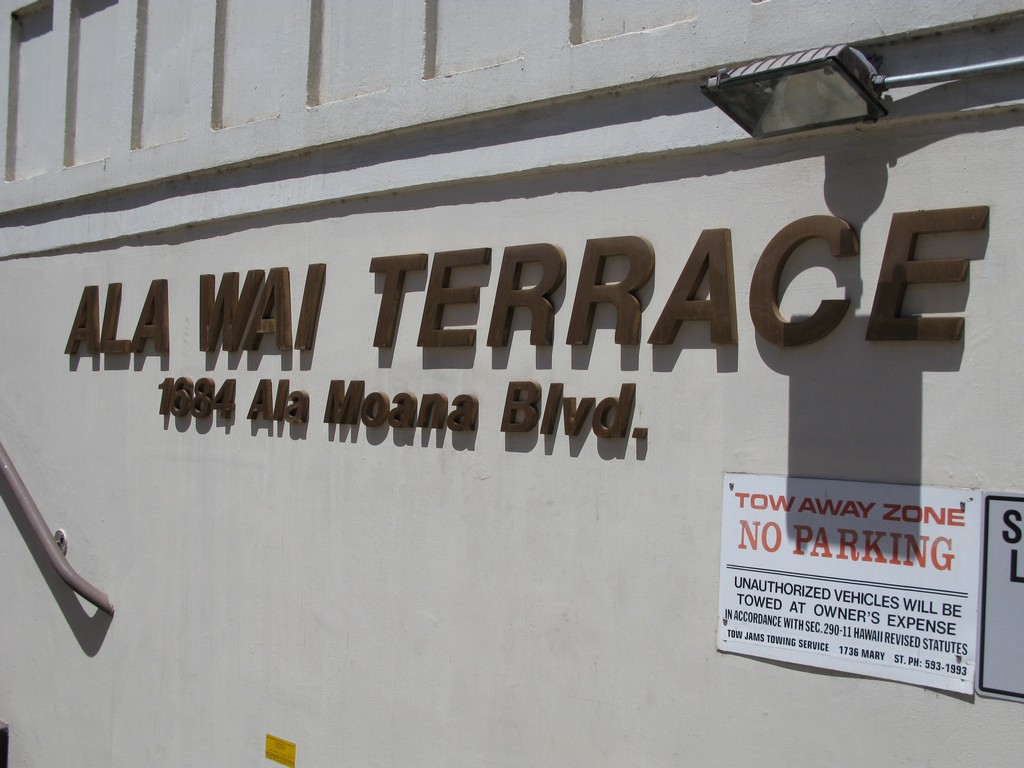 ALA WAI TERRACE
1684 Ala Moana Blvd.
TOW AWAY ZONE
NO PARKING
UNAUTHORIZED VEHICLES WILL BE
TOWED AT OWNER'S EXPENSE
IN ACCORDANCE WITH SEC. 290-11 HAWAII REVISED STATUTES
TOW JAMS TOWING SERVICE 1736 MARY ST. PH: 593-1993
S
L